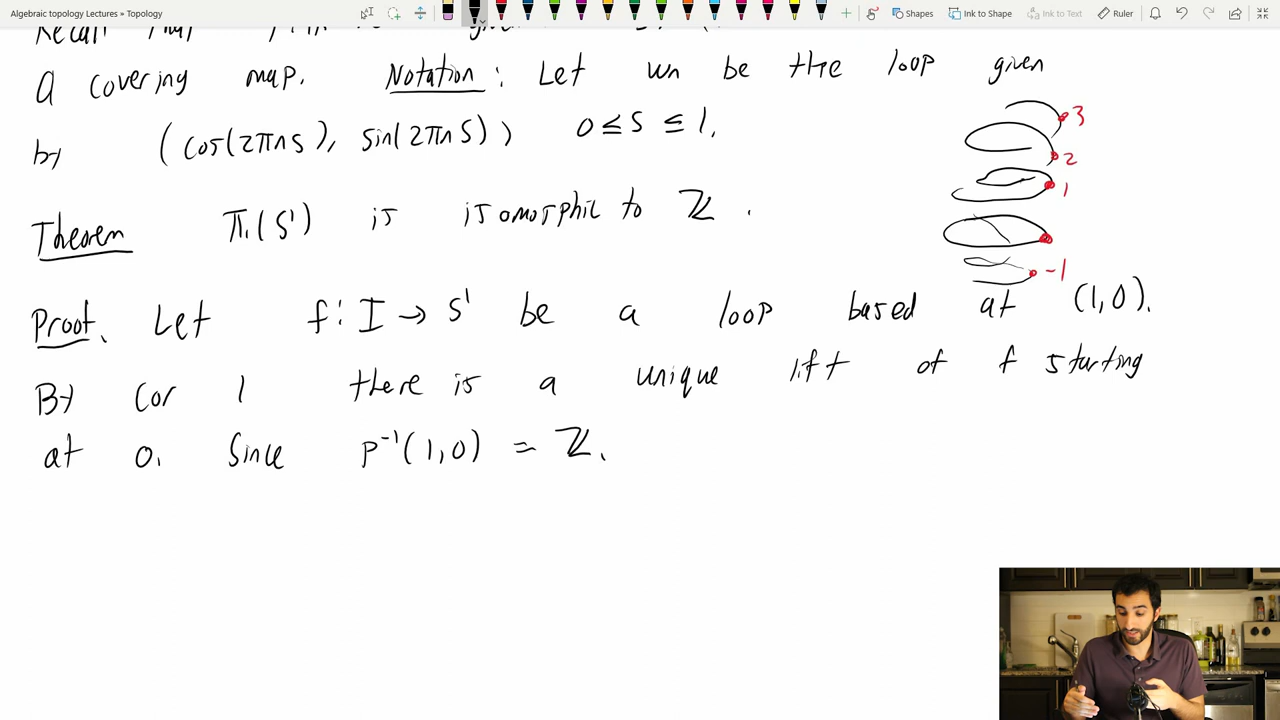 Algebraic topology Lectures » Topology
Shapes
Ink to Shape
Ink to Text
Ruler
Recall that
A covering map. Notation: Let wn be the loop given
by (cos(2πns), sin(2πns)) 0≤s≤1.
3
2
1
-1
Theorem π₁(S¹) is isomorphic to ℤ.
Proof. Let f: I → S¹ be a loop based at (1,0).
By cor 1 there is a unique lift of f starting
at 0. Since p⁻¹(1,0) = ℤ.